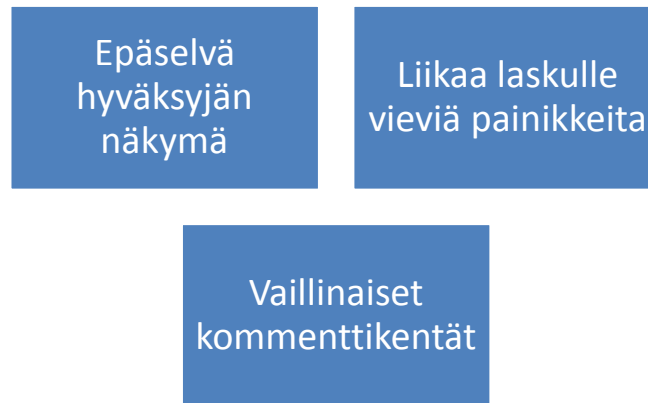 Epäselvä
hyväksyjän
näkymä
Liikaa laskulle
vieviä painikkeita
Vaillinaiset
kommenttikentät